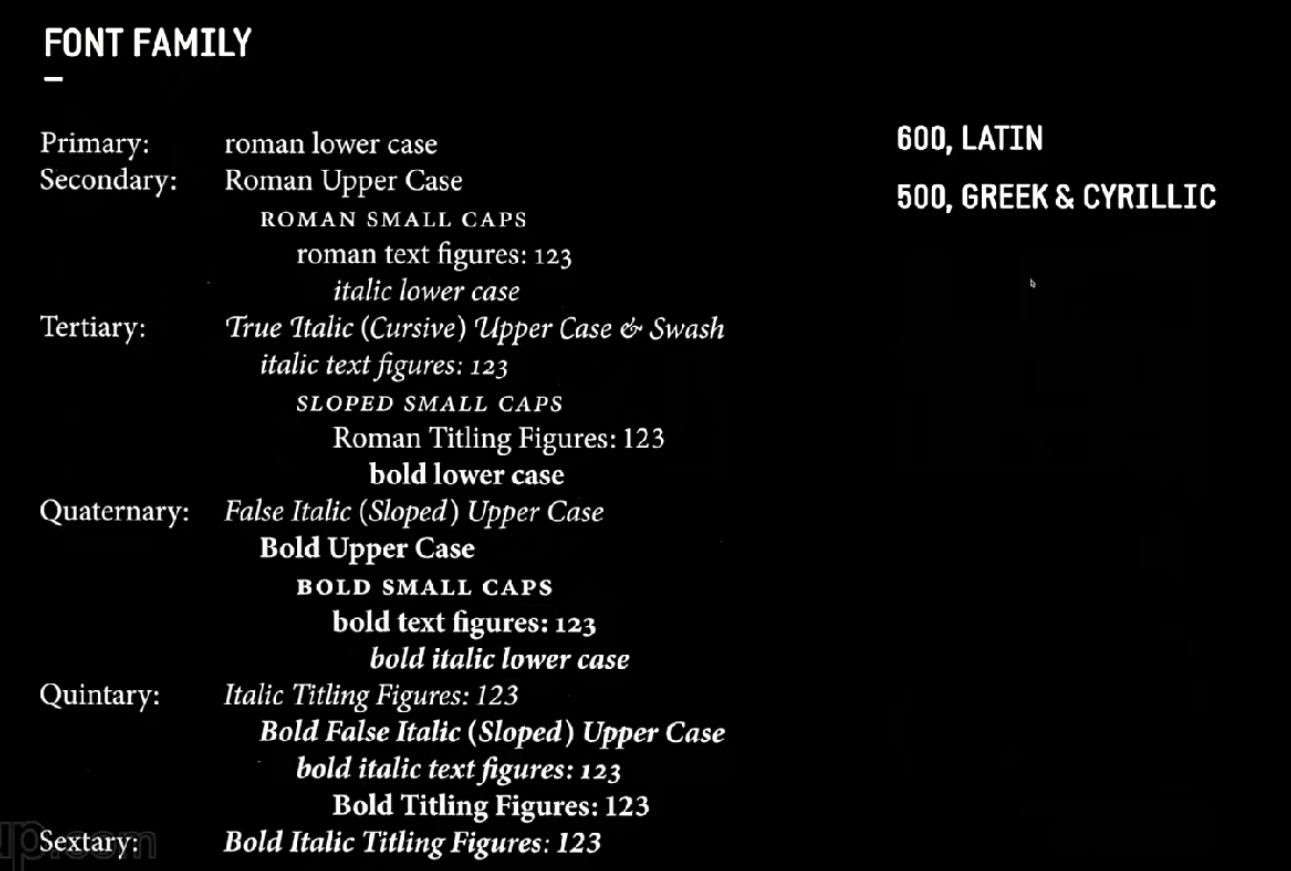 FONT FAMILY
Primary: roman lower case
Secondary: Roman Upper Case
ROMAN SMALL CAPS
roman text figures: 123
italic lower case
Tertiary: True Italic (Cursive) Upper Case & Swash
italic text figures: 123
SLOPED SMALL CAPS
Roman Titling Figures: 123
bold lower case
Quaternary: False Italic (Sloped) Upper Case
Bold Upper Case
BOLD SMALL CAPS
bold text figures: 123
bold italic lower case
Quintary: Italic Titling Figures: 123
Bold False Italic (Sloped) Upper Case
bold italic text figures: 123
Bold Titling Figures: 123
Sextary: Bold Italic Titling Figures: 123
600, LATIN
500, GREEK & CYRILLIC
up.com